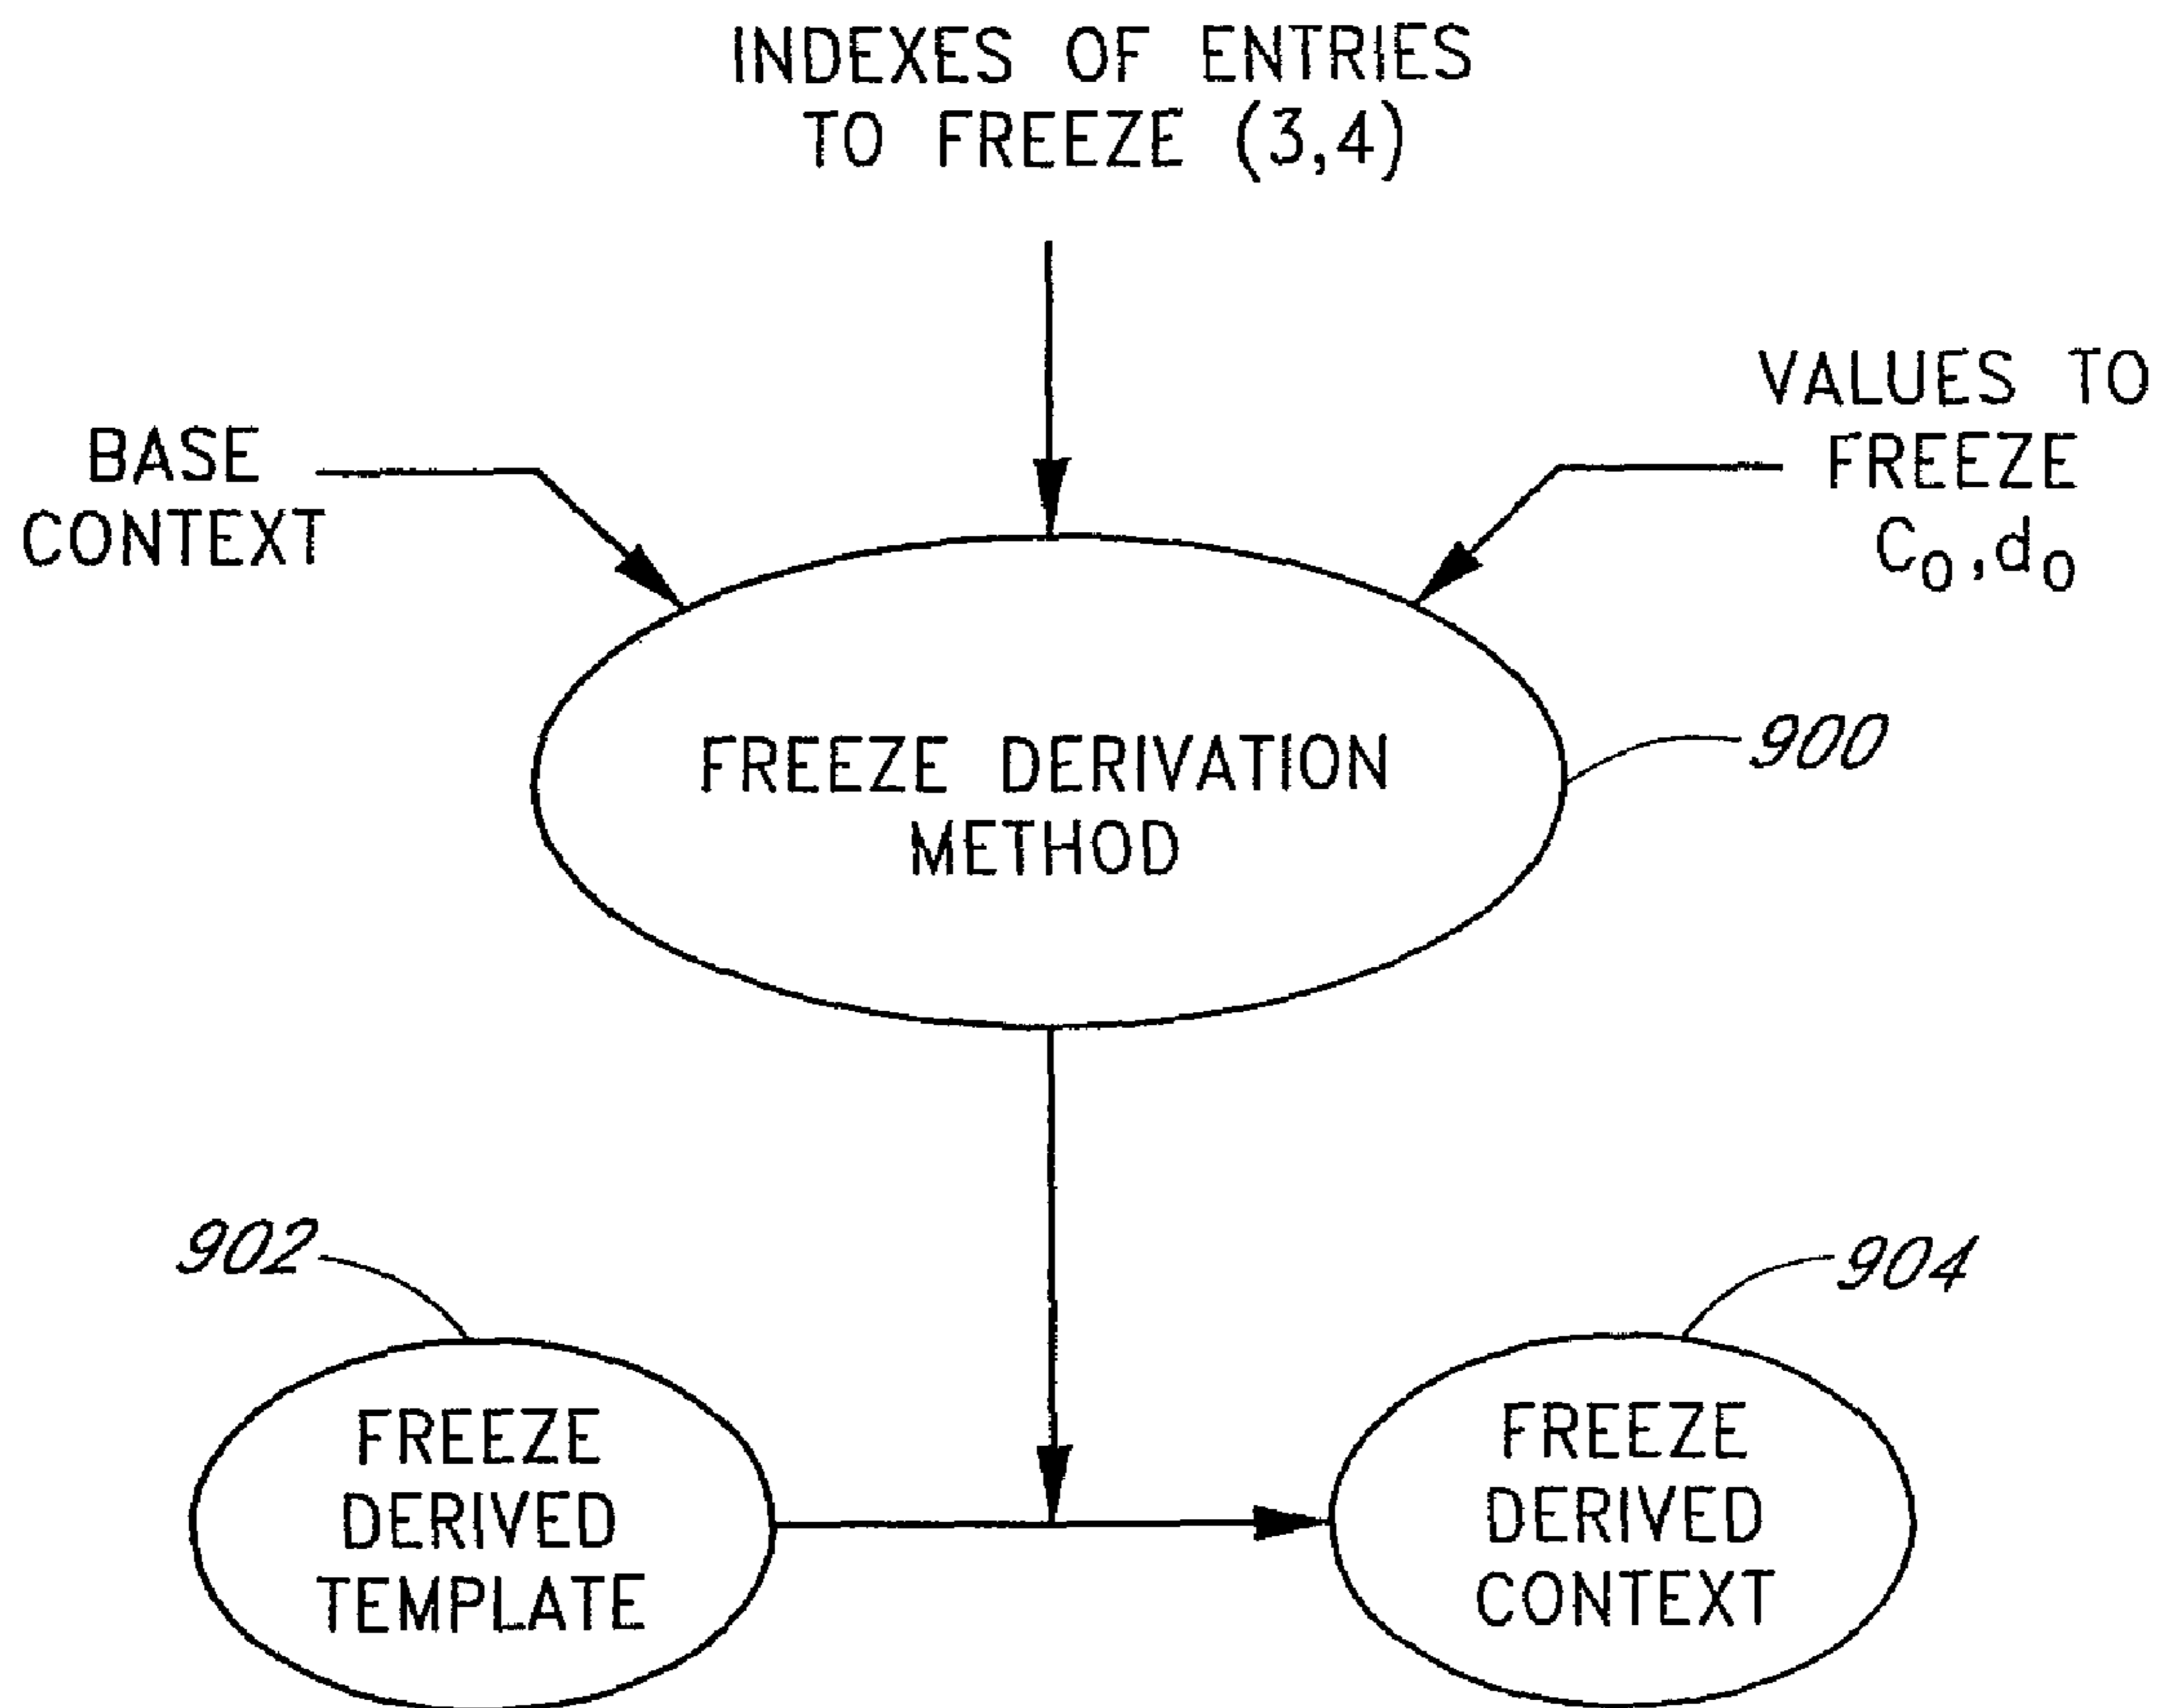 INDEXES OF ENTRIES
TO FREEZE (3,4)
BASE
CONTEXT
VALUES TO
FREEZE
C₀,d₀
FREEZE DERIVATION
METHOD
900
902
904
FREEZE
DERIVED
TEMPLATE
FREEZE
DERIVED
CONTEXT